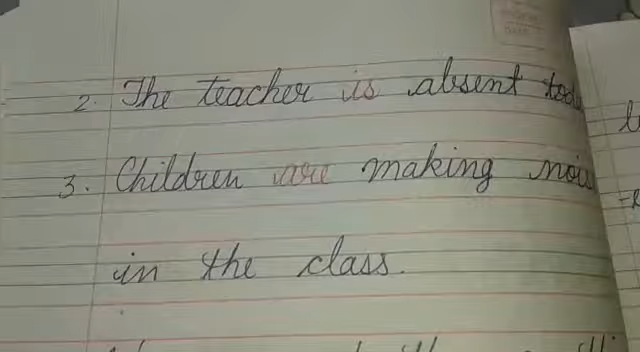 2. The teacher is absent
3. Children are making
in the class.